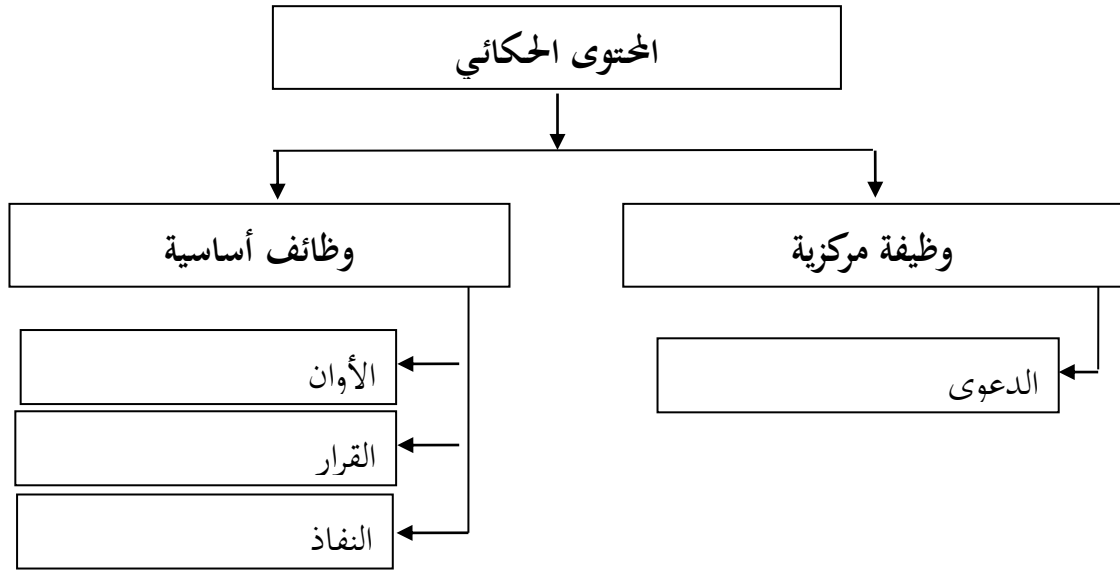 المحتوى الحكائي
وظيفة مركزية
وظائف أساسية
الدعوى
الأوان
القرار
النفاذ